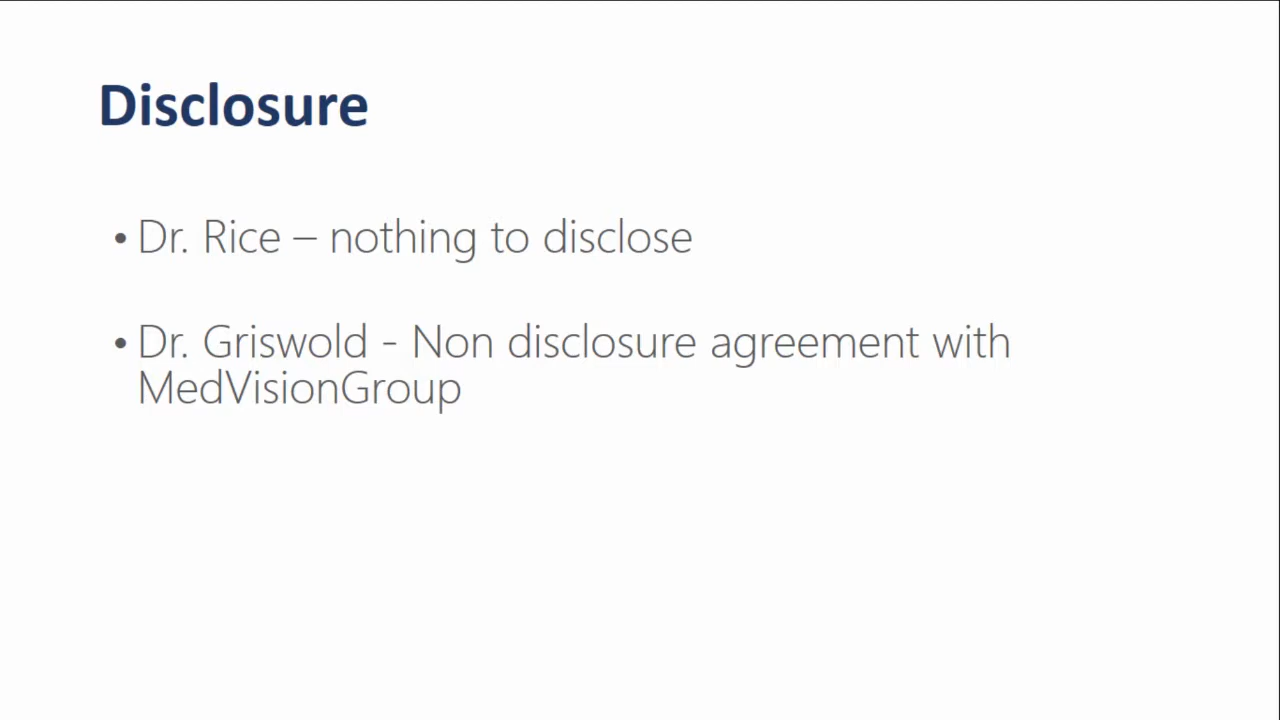 Disclosure
• Dr. Rice – nothing to disclose
• Dr. Griswold - Non disclosure agreement with
MedVisionGroup